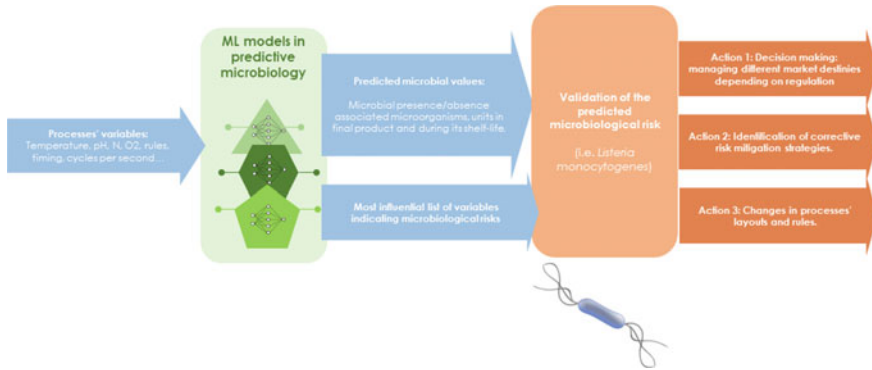 ML models in
predictive
microbiology
Processes' variables:
Temperature, pH, N, O2, rules,
timing, cycles per second…
Predicted microbial values:
Microbial presence/absence
associated microorganisms, units in
final product and during its shelf-life.
Most influential list of variables
indicating microbiological risks
Validation of the
predicted
microbiological risk
(i.e. Listeria
monocytogenes)
Action 1: Decision making:
managing different market destinies
depending on regulation
Action 2: Identification of corrective
risk mitigation strategies.
Action 3: Changes in processes'
layouts and rules.